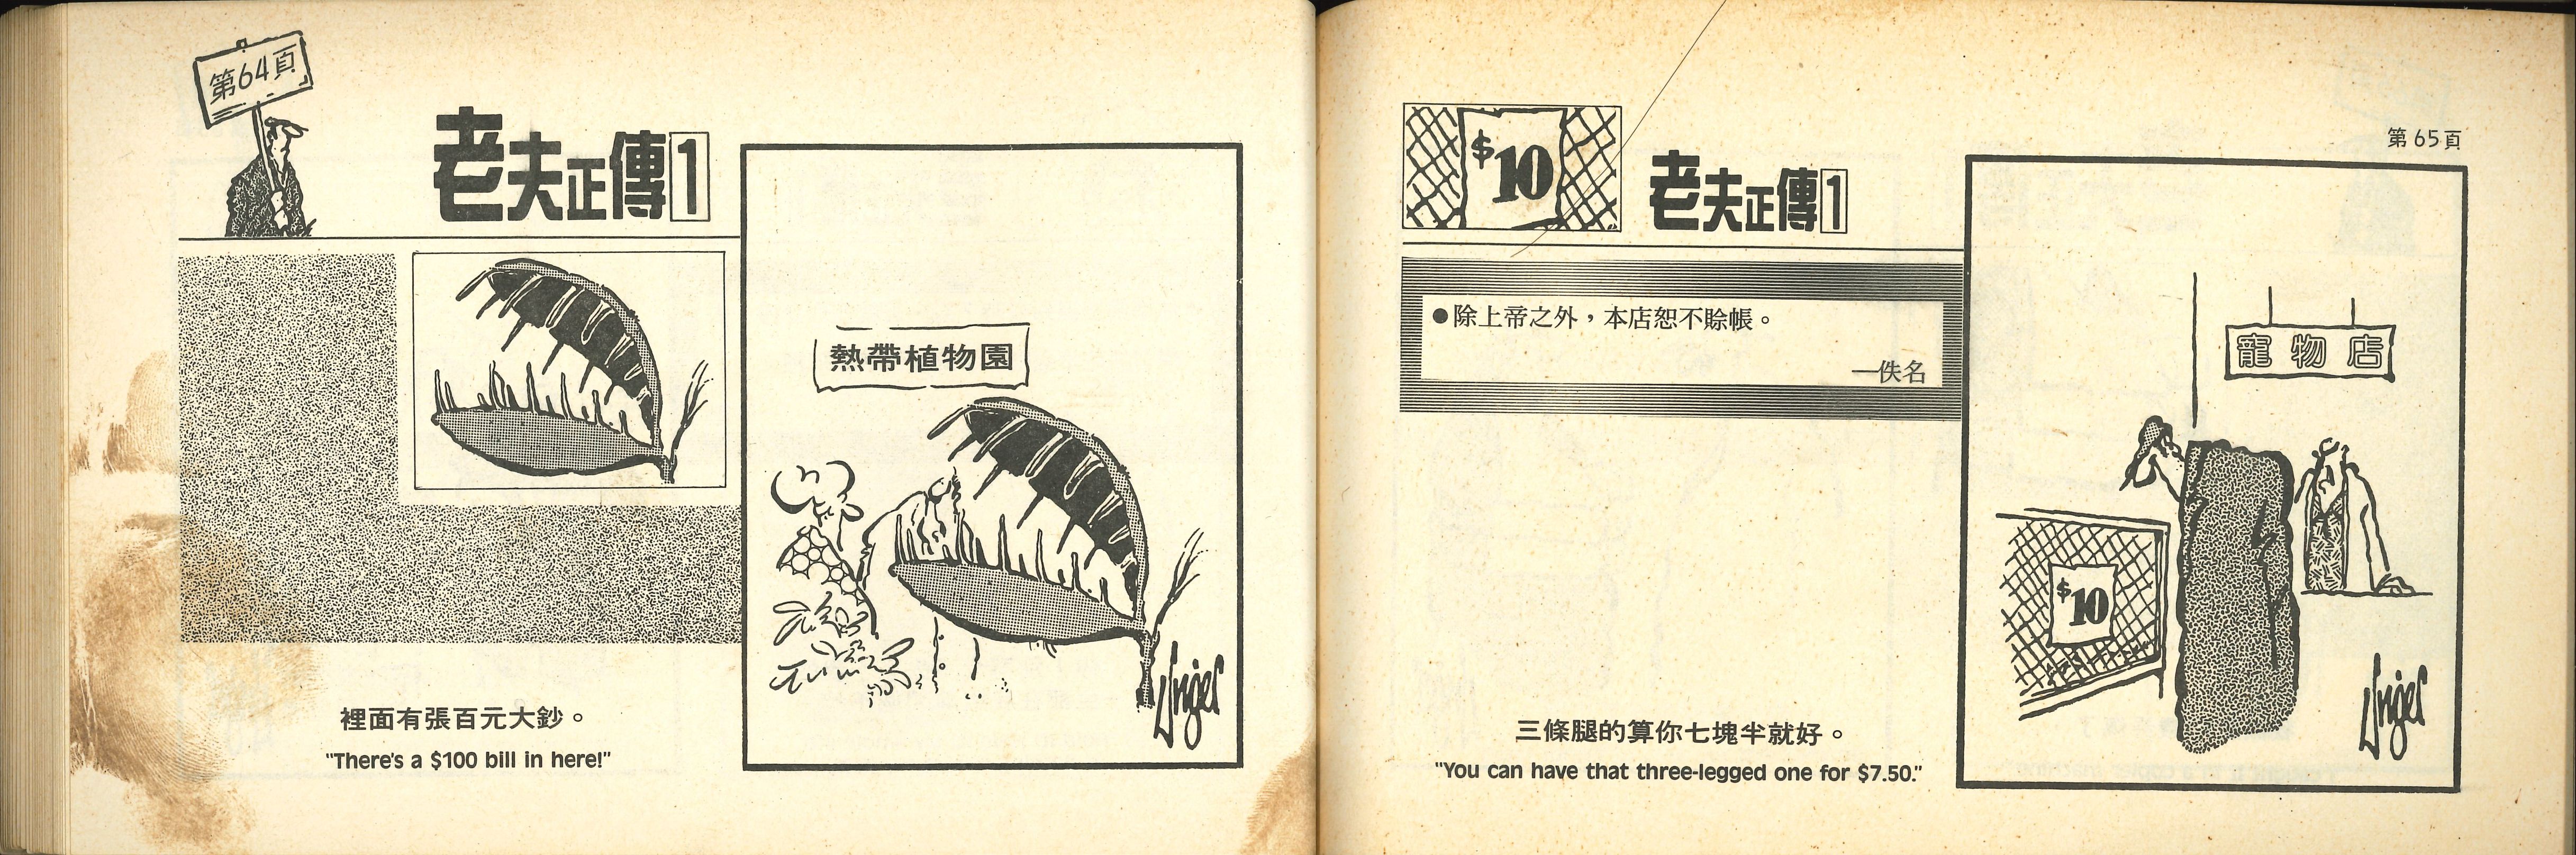 第64頁
老夫正傳1
熱帶植物園
Unger
裡面有張百元大鈔。
"There's a $100 bill in here!"
$10
老夫正傳1
第65頁
●除上帝之外，本店恕不賒帳。
—佚名
寵物店
$10
Unger
三條腿的算你七塊半就好。
"You can have that three-legged one for $7.50."